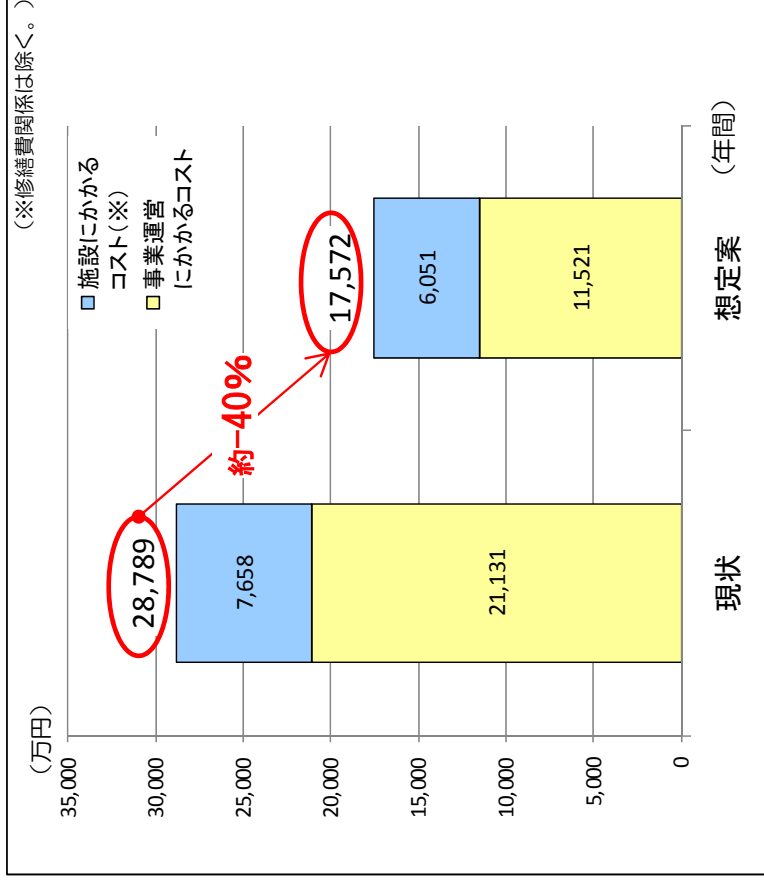 (※修繕費関係は除く。)
(万円)
35,000
30,000
25,000
20,000
15,000
10,000
5,000
0
施設にかかる
コスト(※)
事業運営
にかかるコスト
28,789
約-40%
17,572
7,658
21,131
6,051
11,521
現状
想定案
(年間)